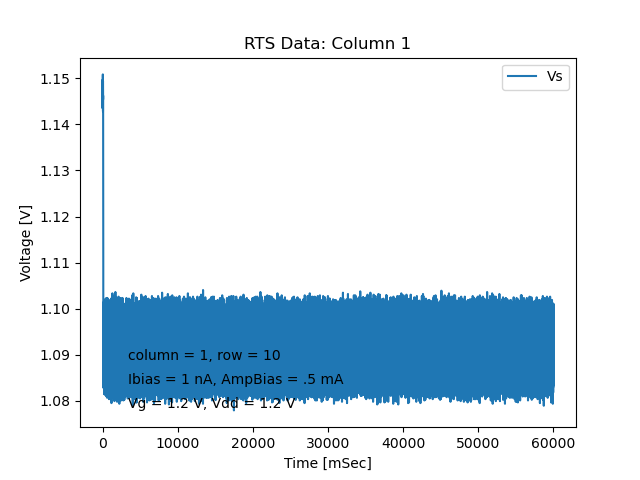 RTS Data: Column 1
Vs
1.15
1.14
1.13
1.12
1.11
1.10
1.09
1.08
Voltage [V]
column = 1, row = 10
Ibias = 1 nA, AmpBias = .5 mA
Vg = 1.2 V, Vdd = 1.2 V
0 10000 20000 30000 40000 50000 60000
Time [mSec]